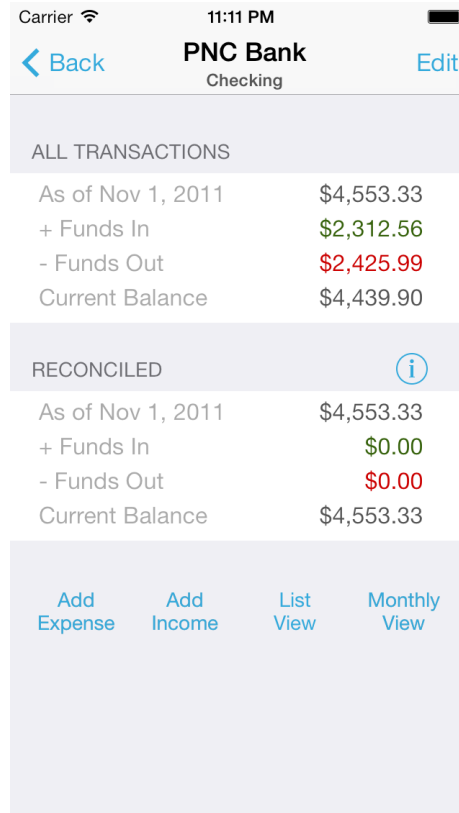 Carrier 11:11 PM
Back PNC Bank Edit
Checking
ALL TRANSACTIONS
As of Nov 1, 2011 $4,553.33
+ Funds In $2,312.56
- Funds Out $2,425.99
Current Balance $4,439.90
RECONCILED i
As of Nov 1, 2011 $4,553.33
+ Funds In $0.00
- Funds Out $0.00
Current Balance $4,553.33
Add Add List Monthly
Expense Income View View